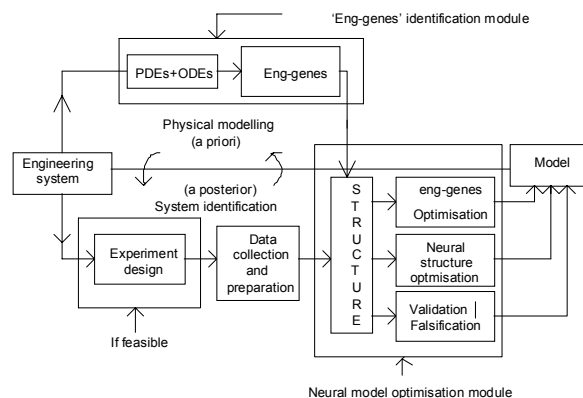 ‘Eng-genes’ identification module
PDEs+ODEs
Eng-genes
Physical modelling
(a priori)
Engineering
system
Model
(a posterior)
System identification
S
T
R
U
C
T
U
R
E
eng-genes
Optimisation
Experiment
design
Data
collection
and
preparation
Neural
structure
optmisation
Validation |
Falsification
If feasible
Neural model optimisation module